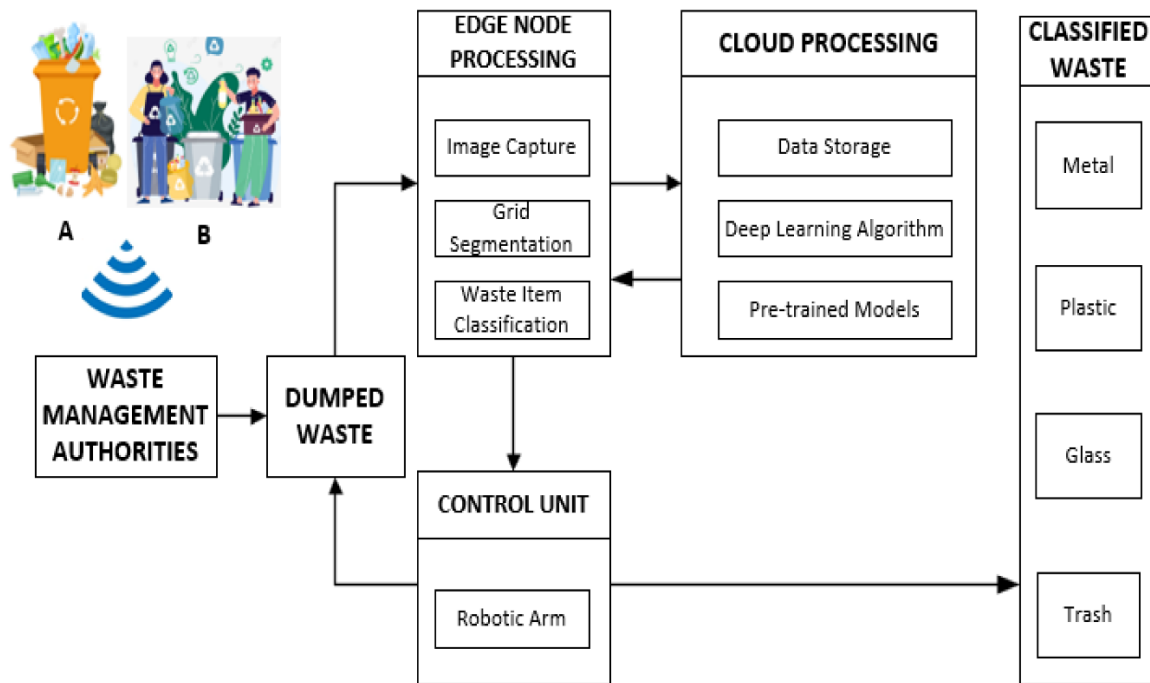 A
B
WASTE
MANAGEMENT
AUTHORITIES
DUMPED
WASTE
EDGE NODE
PROCESSING
Image Capture
Grid
Segmentation
Waste Item
Classification
CLOUD PROCESSING
Data Storage
Deep Learning Algorithm
Pre-trained Models
CONTROL UNIT
Robotic Arm
CLASSIFIED
WASTE
Metal
Plastic
Glass
Trash